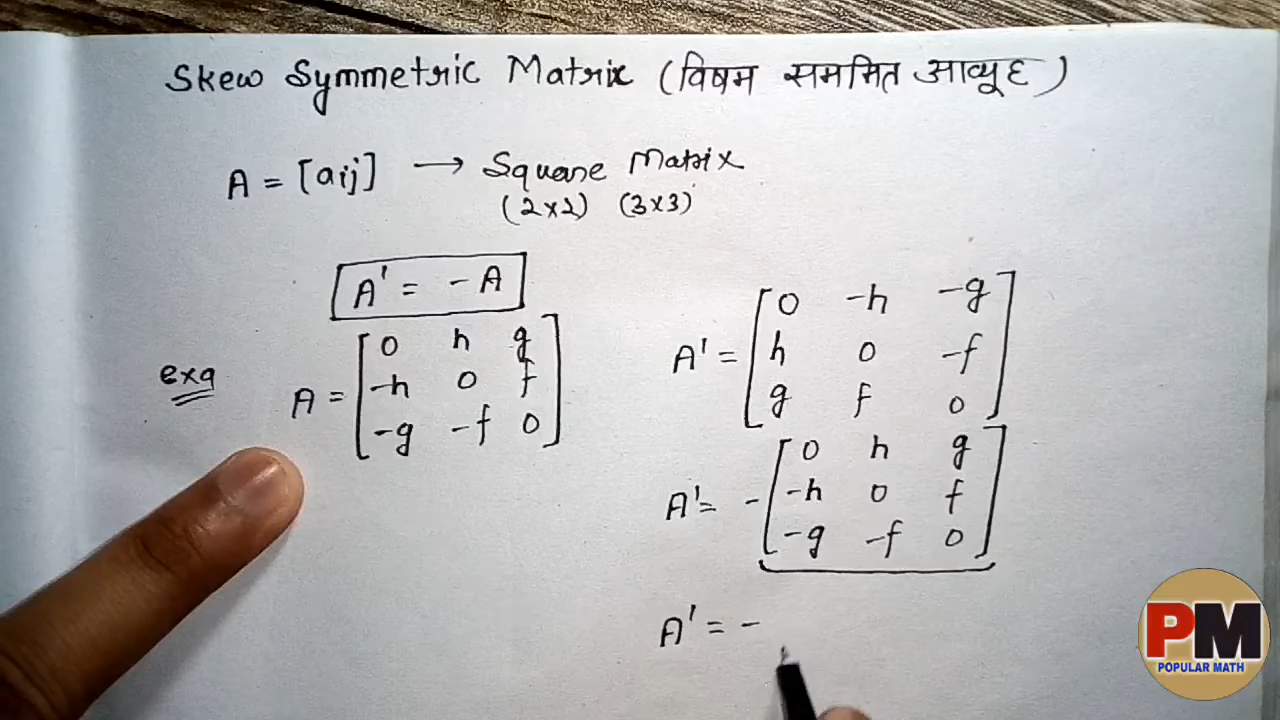 Skew Symmetric Matrix (विषम सममित आव्यूह)
A = [aij] → Square Matrix
(2×2) (3×3)
A' = -A
exa
A = [0 h g
-h 0 f
-g -f 0]
A' = [0 -h -g
h 0 -f
g f 0]
A' = -[0 h g
-h 0 f
-g -f 0]
A' = -
PM
POPULAR MATH